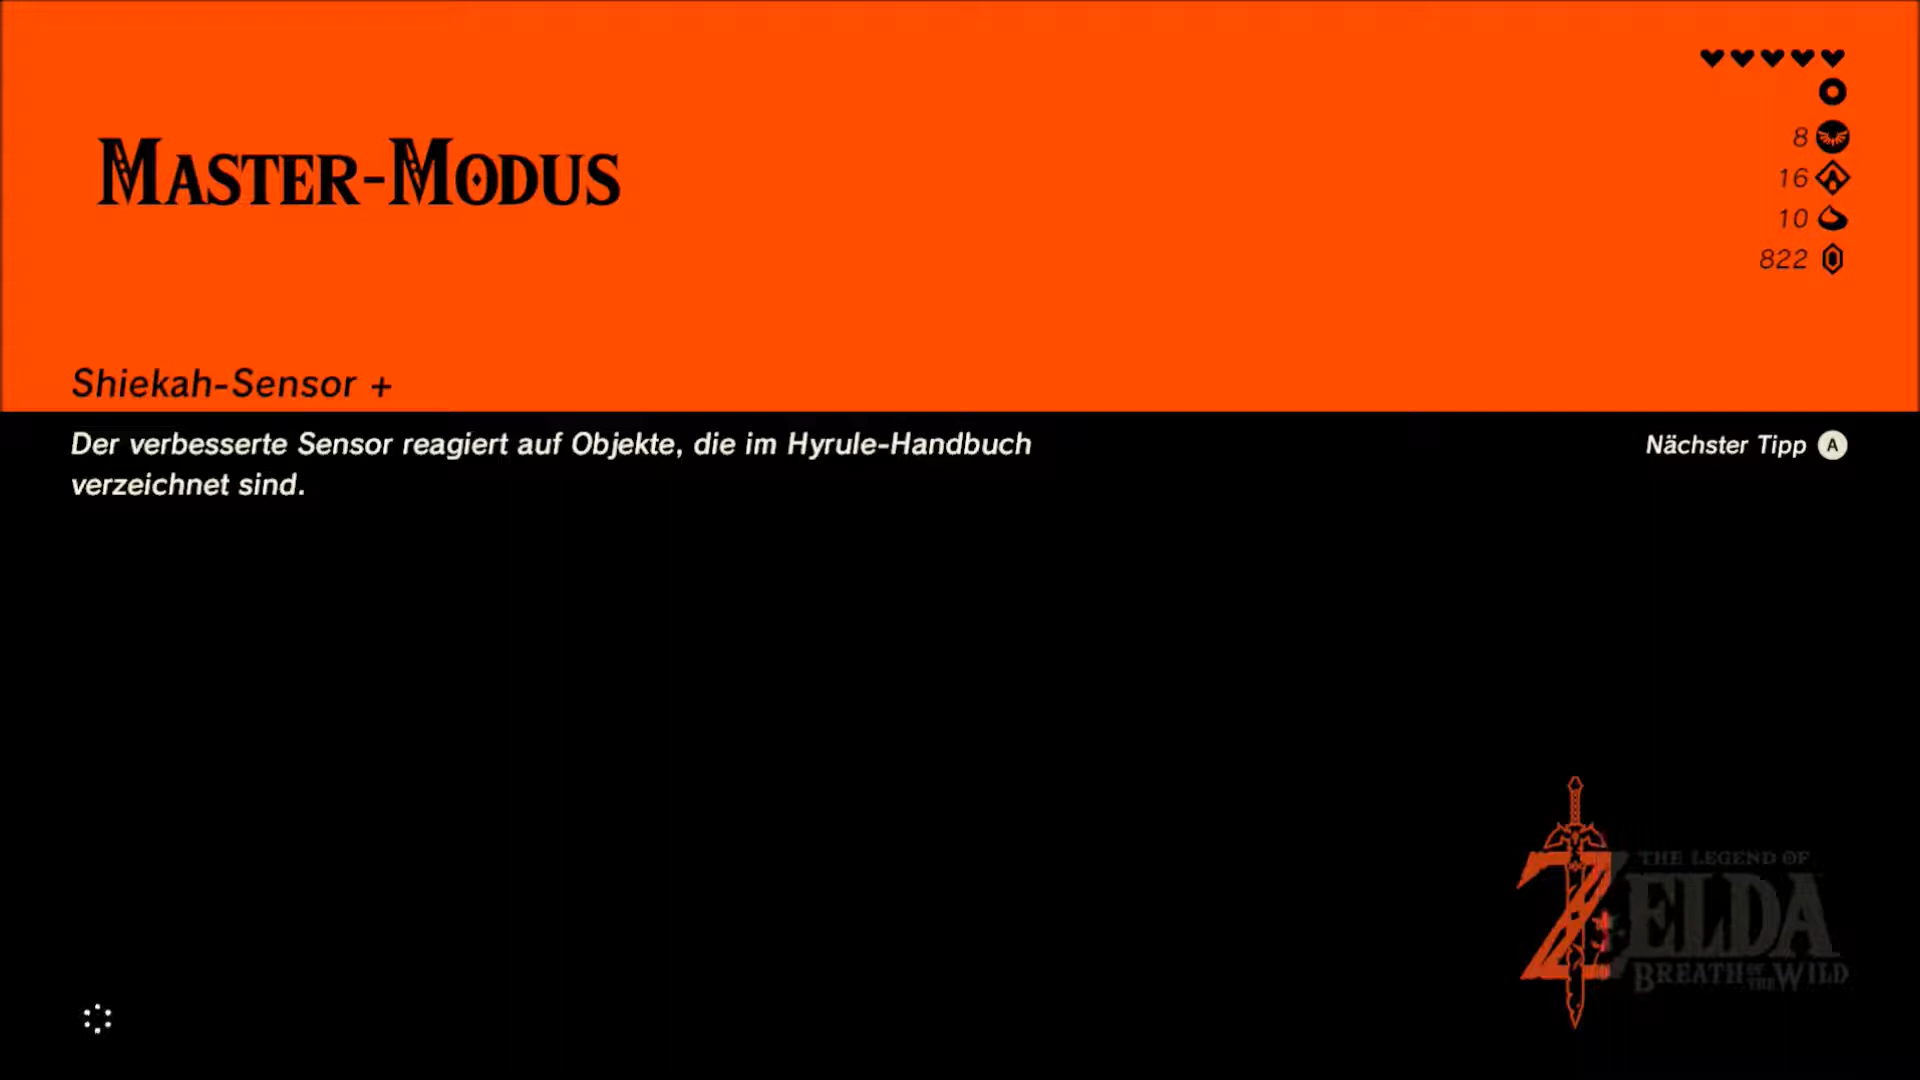 MASTER-MODUS
8
16
10
822
Shiekah-Sensor +
Der verbesserte Sensor reagiert auf Objekte, die im Hyrule-Handbuch
verzeichnet sind.
Nächster Tipp A
THE LEGEND OF
ZELDA
BREATH OF THE WILD